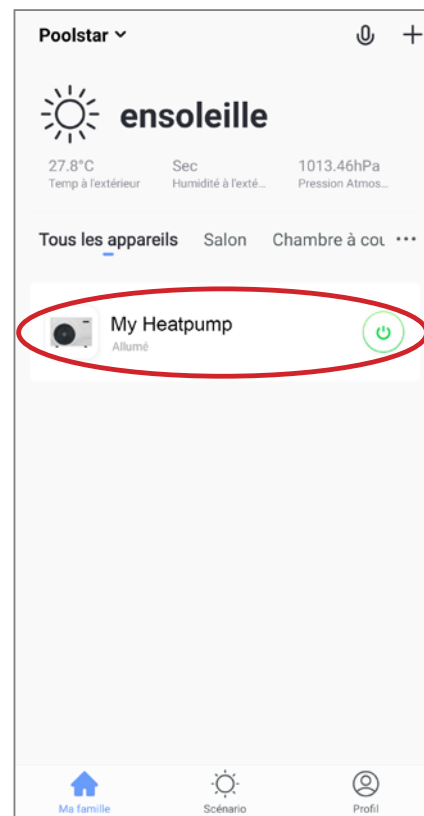 Poolstar
ensoleille
27.8°C Sec 1013.46hPa
Temp à l'extérieur Humidité à l'exté... Pression Atmos...
Tous les appareils Salon Chambre à cou ...
My Heatpump
Allumé
Ma famille Scénario Profil